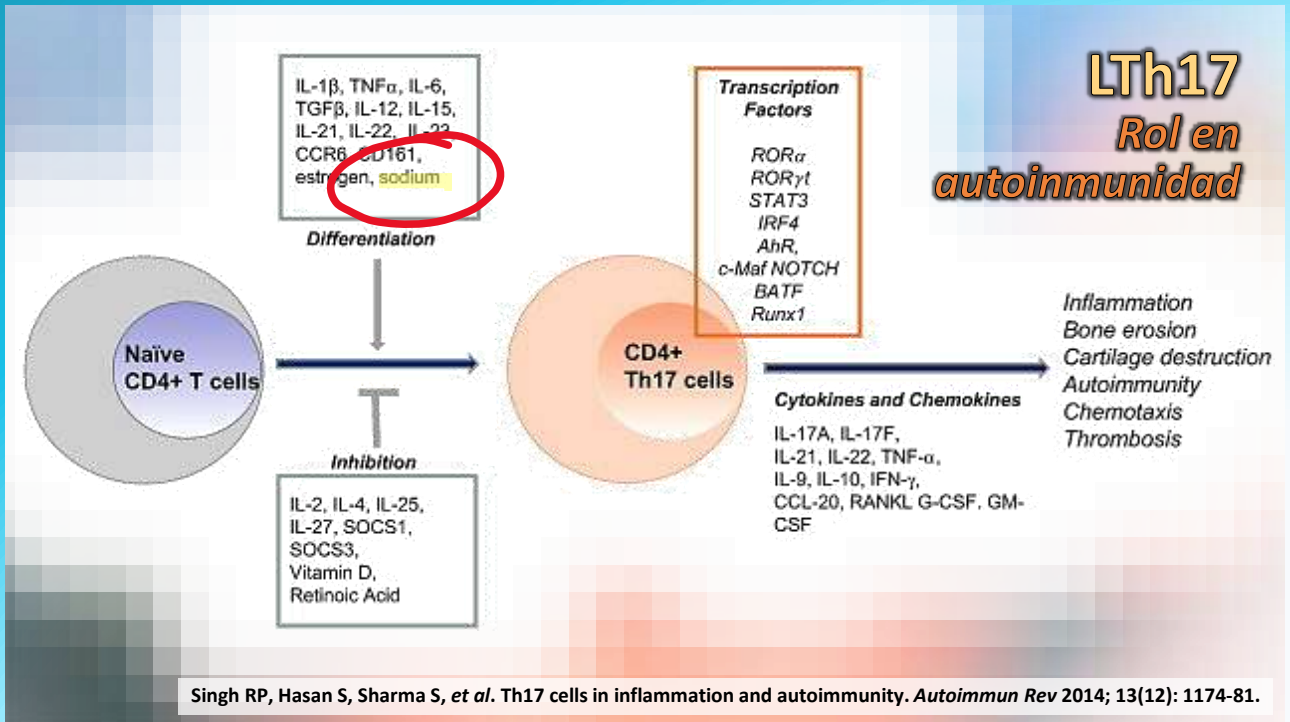 LTh17
Rol en
autoinmunidad
IL-1β, TNFα, IL-6,
TGFβ, IL-12, IL-15,
IL-21, IL-22, IL-23
CCR6, CD161,
estrogen, sodium
Differentiation
Transcription
Factors
RORα
RORγt
STAT3
IRF4
AhR,
c-Maf NOTCH
BATF
Runx1
Naïve
CD4+ T cells
CD4+
Th17 cells
Inhibition
IL-2, IL-4, IL-25,
IL-27, SOCS1,
SOCS3,
Vitamin D,
Retinoic Acid
Cytokines and Chemokines
IL-17A, IL-17F,
IL-21, IL-22, TNF-α,
IL-9, IL-10, IFN-γ,
CCL-20, RANKL G-CSF. GM-
CSF
Inflammation
Bone erosion
Cartilage destruction
Autoimmunity
Chemotaxis
Thrombosis
Singh RP, Hasan S, Sharma S, et al. Th17 cells in inflammation and autoimmunity. Autoimmun Rev 2014; 13(12): 1174-81.